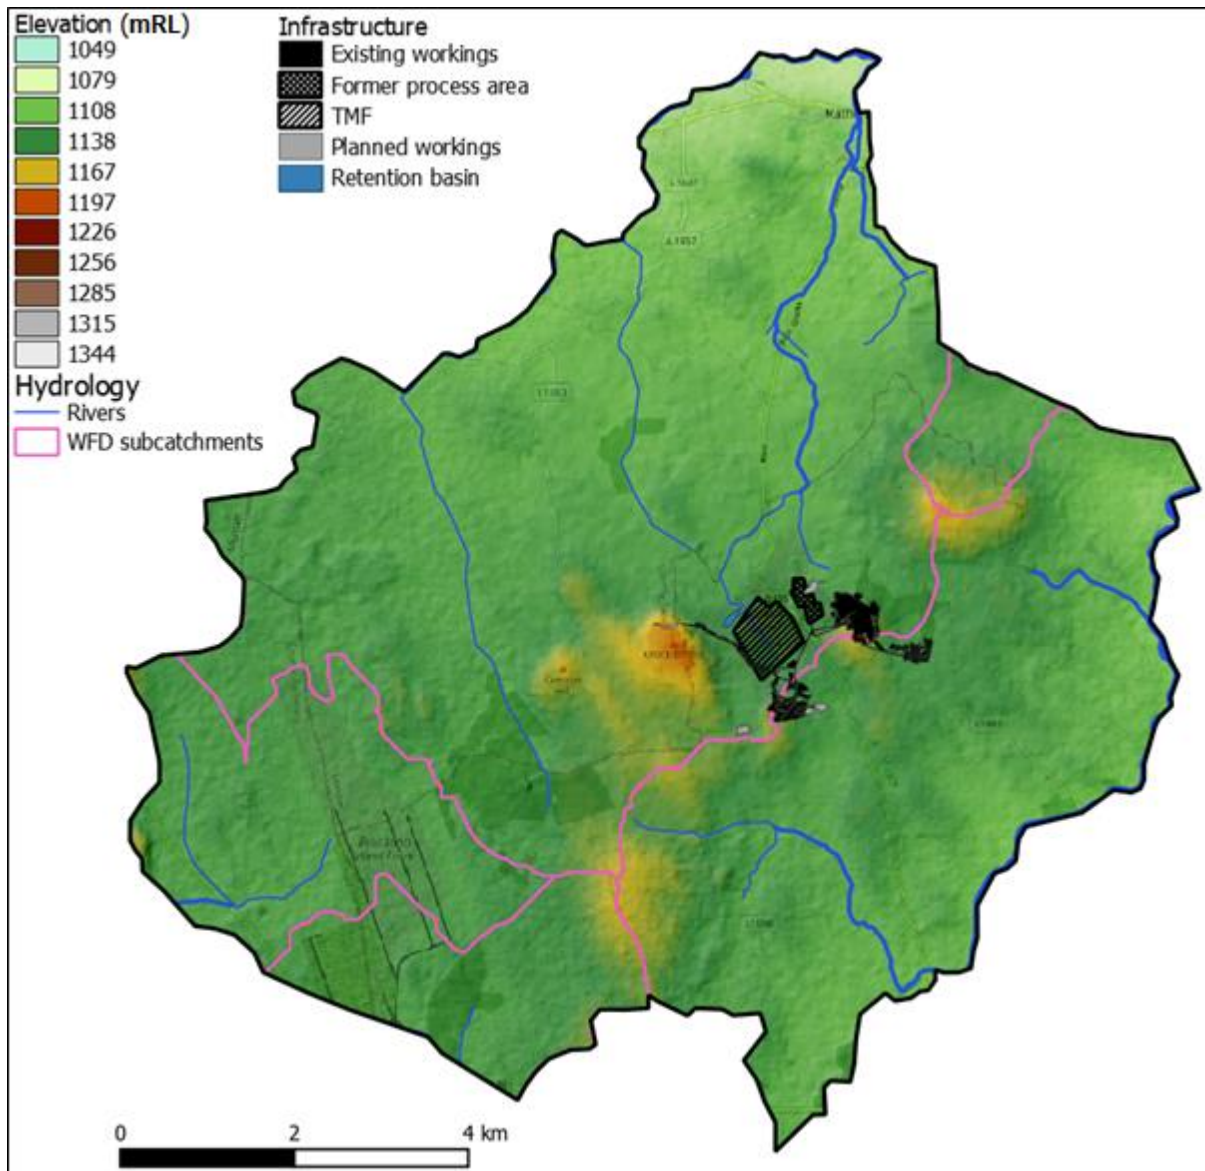 Elevation (mRL)
1049
1079
1108
1138
1167
1197
1226
1256
1285
1315
1344
Hydrology
Rivers
WFD subcatchments
Infrastructure
Existing workings
Former process area
TMF
Planned workings
Retention basin
L1957
0 2 4 km